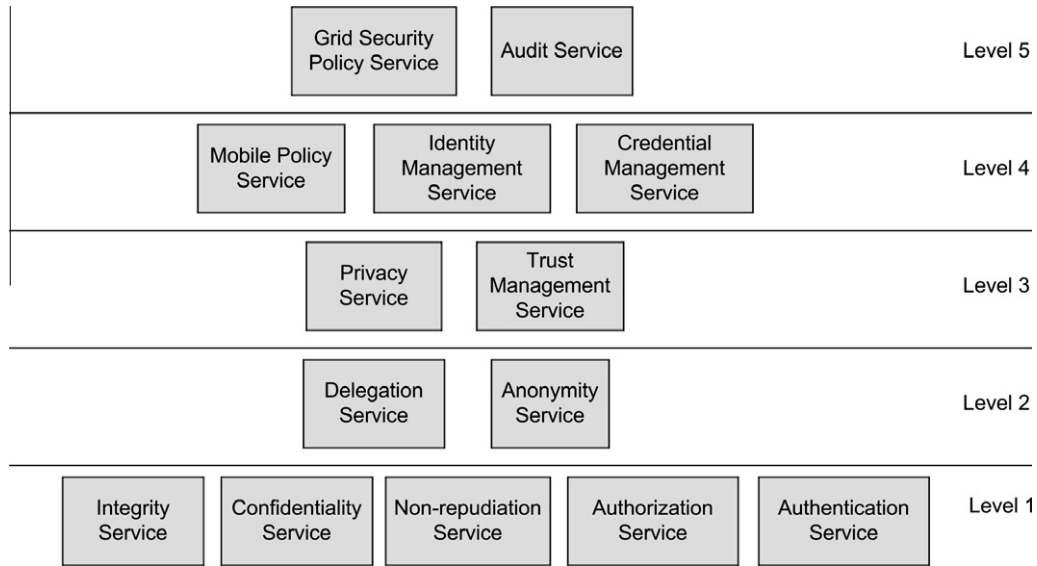 Grid Security
Policy Service
Audit Service
Level 5
Mobile Policy
Service
Identity
Management
Service
Credential
Management
Service
Level 4
Privacy
Service
Trust
Management
Service
Level 3
Delegation
Service
Anonymity
Service
Level 2
Integrity
Service
Confidentiality
Service
Non-repudiation
Service
Authorization
Service
Authentication
Service
Level 1